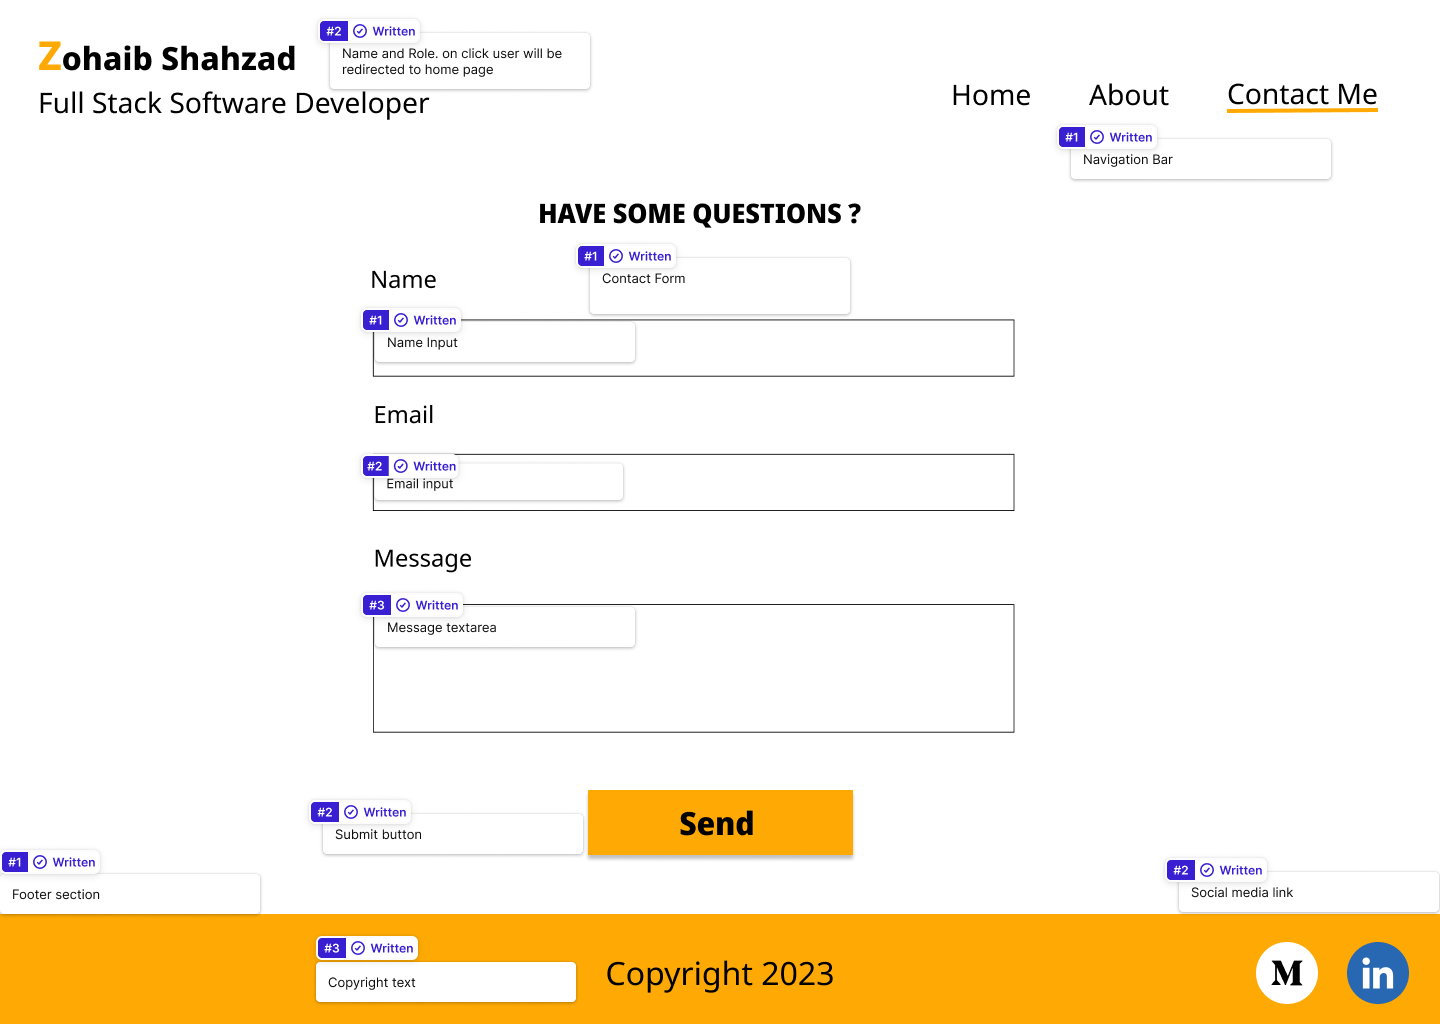 #2 Written
Name and Role. on click user will be
redirected to home page
Zohaib Shahzad
Full Stack Software Developer
Home About Contact Me
#1 Written
Navigation Bar
HAVE SOME QUESTIONS ?
#1 Written
Contact Form
Name
#1 Written
Name Input
Email
#2 Written
Email input
Message
#3 Written
Message textarea
#2 Written
Submit button
Send
#1 Written
Footer section
#2 Written
Social media link
#3 Written
Copyright text
Copyright 2023
M in